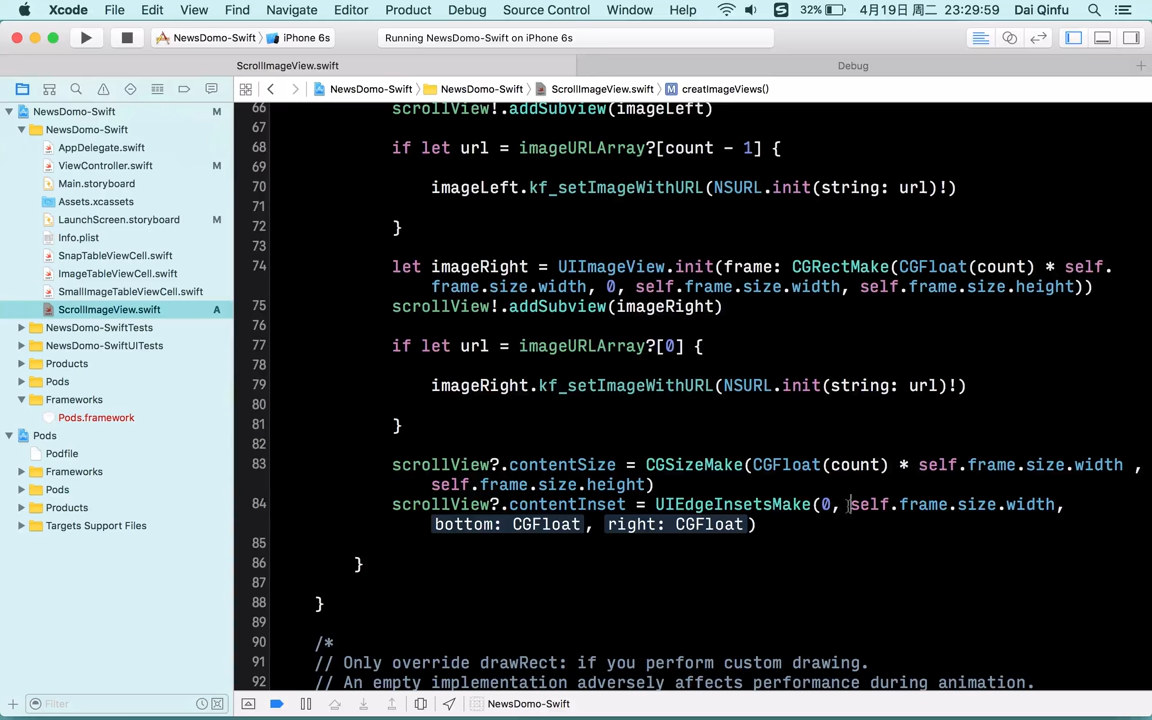 Xcode File Edit View Find Navigate Editor Product Debug Source Control Window Help 32% 4月19日 周二 23:29:59 Dai Qinfu
NewsDomo-Swift iPhone 6s Running NewsDomo-Swift on iPhone 6s
ScrollImageView.swift Debug
NewsDomo-Swift NewsDomo-Swift ScrollImageView.swift M creatImageViews()
NewsDomo-Swift M
NewsDomo-Swift
AppDelegate.swift
ViewController.swift M
Main.storyboard
Assets.xcassets
LaunchScreen.storyboard M
Info.plist
SnapTableViewCell.swift
ImageTableViewCell.swift
SmallImageTableViewCell.swift
ScrollImageView.swift A
NewsDomo-SwiftTests
NewsDomo-SwiftUITests
Products
Pods
Frameworks
Pods.framework
Pods
Podfile
Frameworks
Pods
Products
Targets Support Files
Filter
66 scrollView!.addSubview(imageLeft)
67
68 if let url = imageURLArray?[count - 1] {
69
70 imageLeft.kf_setImageWithURL(NSURL.init(string: url)!)
71
72 }
73
74 let imageRight = UIImageView.init(frame: CGRectMake(CGFloat(count) * self.
frame.size.width, 0, self.frame.size.width, self.frame.size.height))
75 scrollView!.addSubview(imageRight)
76
77 if let url = imageURLArray?[0] {
78
79 imageRight.kf_setImageWithURL(NSURL.init(string: url)!)
80
81 }
82
83 scrollView?.contentSize = CGSizeMake(CGFloat(count) * self.frame.size.width ,
self.frame.size.height)
84 scrollView?.contentInset = UIEdgeInsetsMake(0, self.frame.size.width,
bottom: CGFloat, right: CGFloat)
85
86 }
87
88 }
89
90 /*
91 // Only override drawRect: if you perform custom drawing.
92 // An empty implementation adversely affects performance during animation.
NewsDomo-Swift